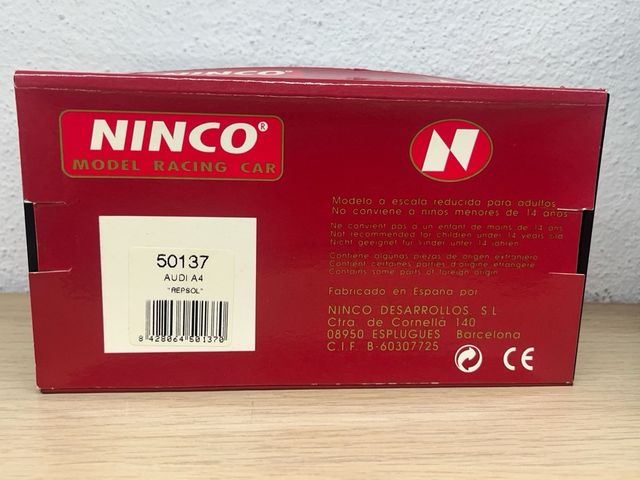 NINCO®
NINCO®
MODEL RACING CAR
N
Modelo a escala reducida para adultos
No conviene a niños menores de 14 años
Ne convient pas a un enfant de moins de 14 ans
Not recommended for children under 14 years old
Nicht geeignet für kinder unter 14 jahren
Contiene algunas piezas de origen extranjero
Contient certaines parties d'origine étrangère
Contains some parts of foreign origin
Fabricado en España por
NINCO DESARROLLOS, S.L
Ctra. de Cornellá 140
08950 ESPLUGUES Barcelona
C.I.F. B-60307725
CE
50137
AUDI A4
"REPSOL"
8 428064 501370